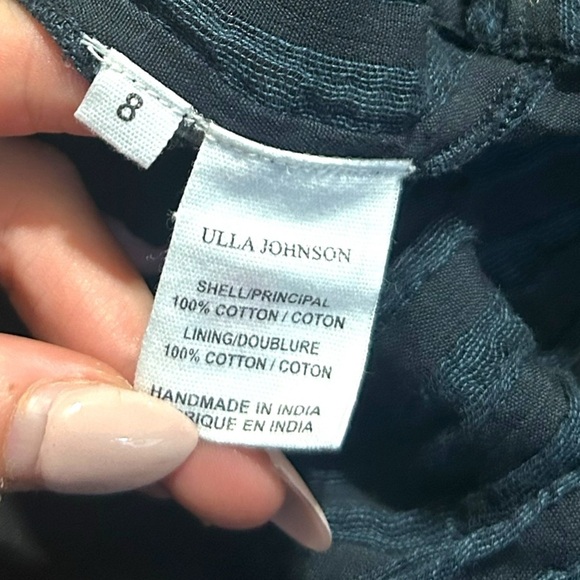 8
ULLA JOHNSON
SHELL/PRINCIPAL
100% COTTON / COTON
LINING/DOUBLURE
100% COTTON / COTON
HANDMADE IN INDIA
RIQUE EN INDIA